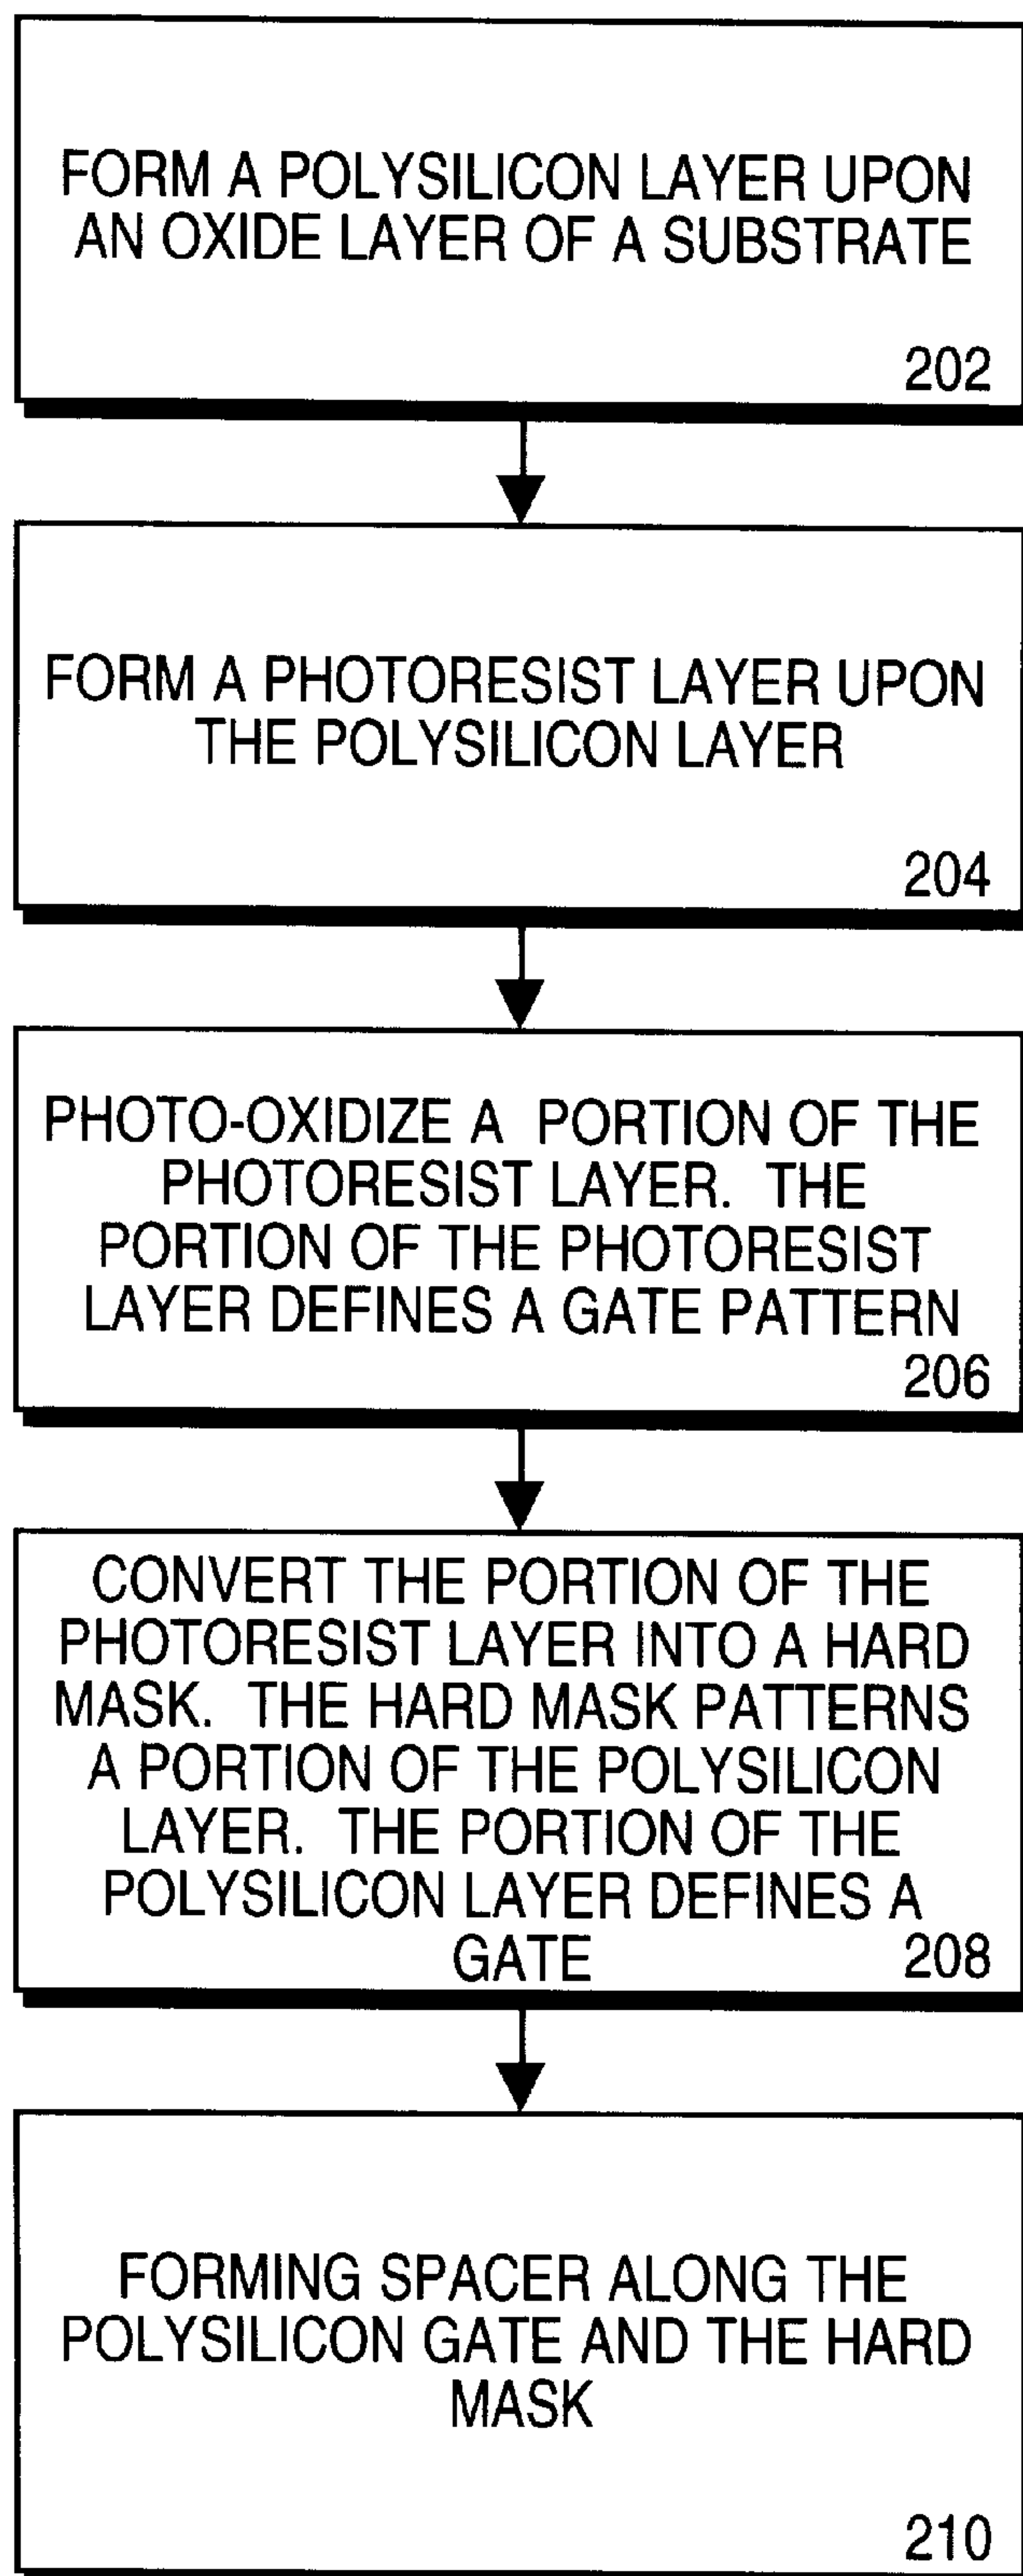 FORM A POLYSILICON LAYER UPON
AN OXIDE LAYER OF A SUBSTRATE
202
FORM A PHOTORESIST LAYER UPON
THE POLYSILICON LAYER
204
PHOTO-OXIDIZE A PORTION OF THE
PHOTORESIST LAYER. THE
PORTION OF THE PHOTORESIST
LAYER DEFINES A GATE PATTERN
206
CONVERT THE PORTION OF THE
PHOTORESIST LAYER INTO A HARD
MASK. THE HARD MASK PATTERNS
A PORTION OF THE POLYSILICON
LAYER. THE PORTION OF THE
POLYSILICON LAYER DEFINES A
GATE 208
FORMING SPACER ALONG THE
POLYSILICON GATE AND THE HARD
MASK
210